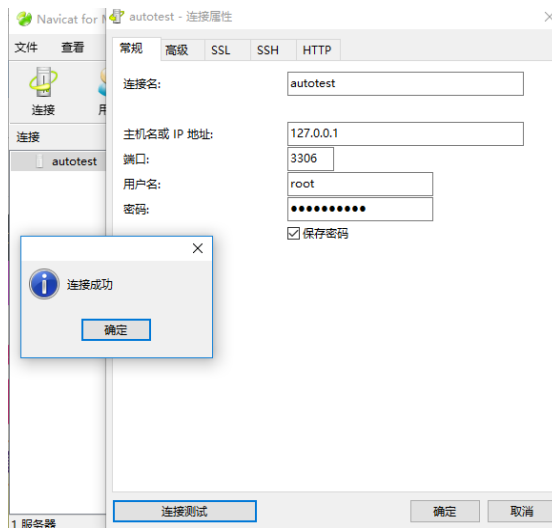 Navicat for M
autotest - 连接属性
文件 查看
常规 高级 SSL SSH HTTP
连接
用
连接名: autotest
连接
主机名或 IP 地址: 127.0.0.1
autotest
端口: 3306
用户名: root
密码: ●●●●●●●●●●
保存密码
连接成功
确定
连接测试 确定 取消
1 服务器